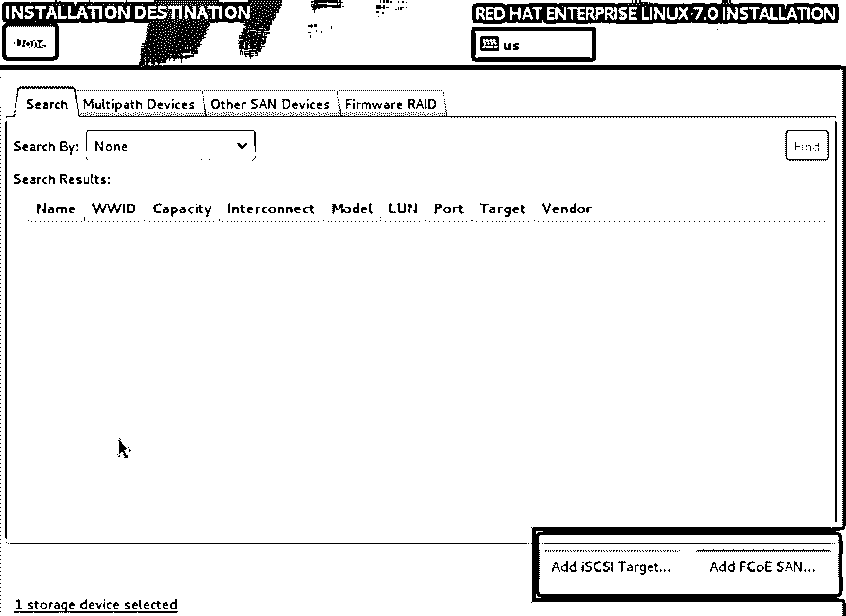 INSTALLATION DESTINATION
RED HAT ENTERPRISE LINUX 7.0 INSTALLATION
us
Search Multipath Devices Other SAN Devices Firmware RAID
Search By: None Find
Search Results:
Name WWID Capacity Interconnect Model LUN Port Target Vendor
Add iSCSI Target... Add FCoE SAN...
1 storage device selected